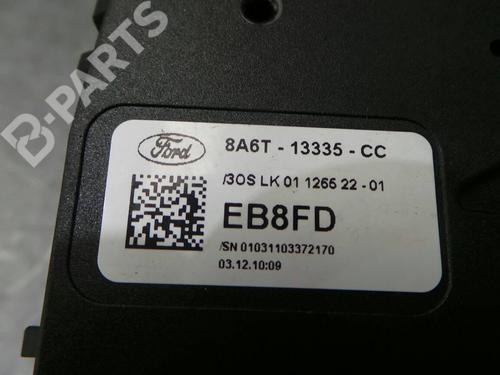 B-PARTS
Ford
8A6T - 13335 - CC
/3OS LK 01 1266 22 - 01
EB8FD
/SN 01031103372170
03.12.10:09